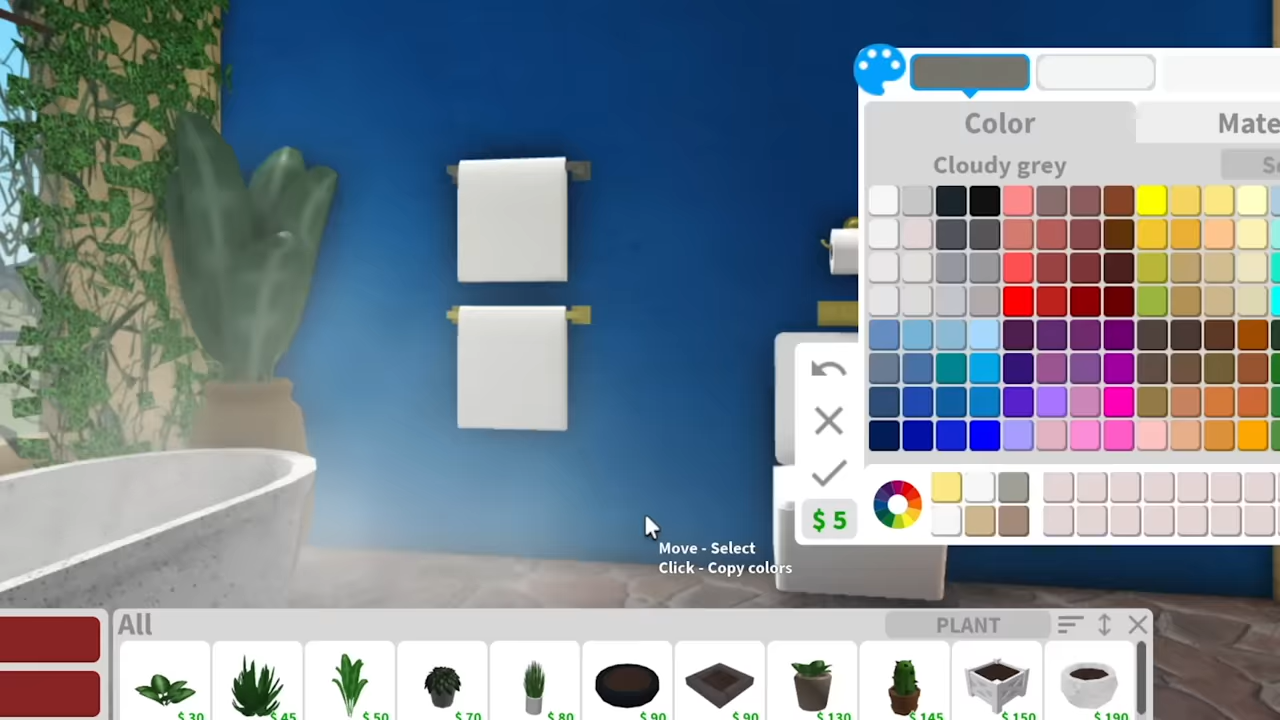 Color
Mate
Cloudy grey
$ 5
Move - Select
Click - Copy colors
All
PLANT
$ 30
$ 45
$ 50
$ 70
$ 80
$ 90
$ 90
$ 130
$ 145
$ 150
$ 190